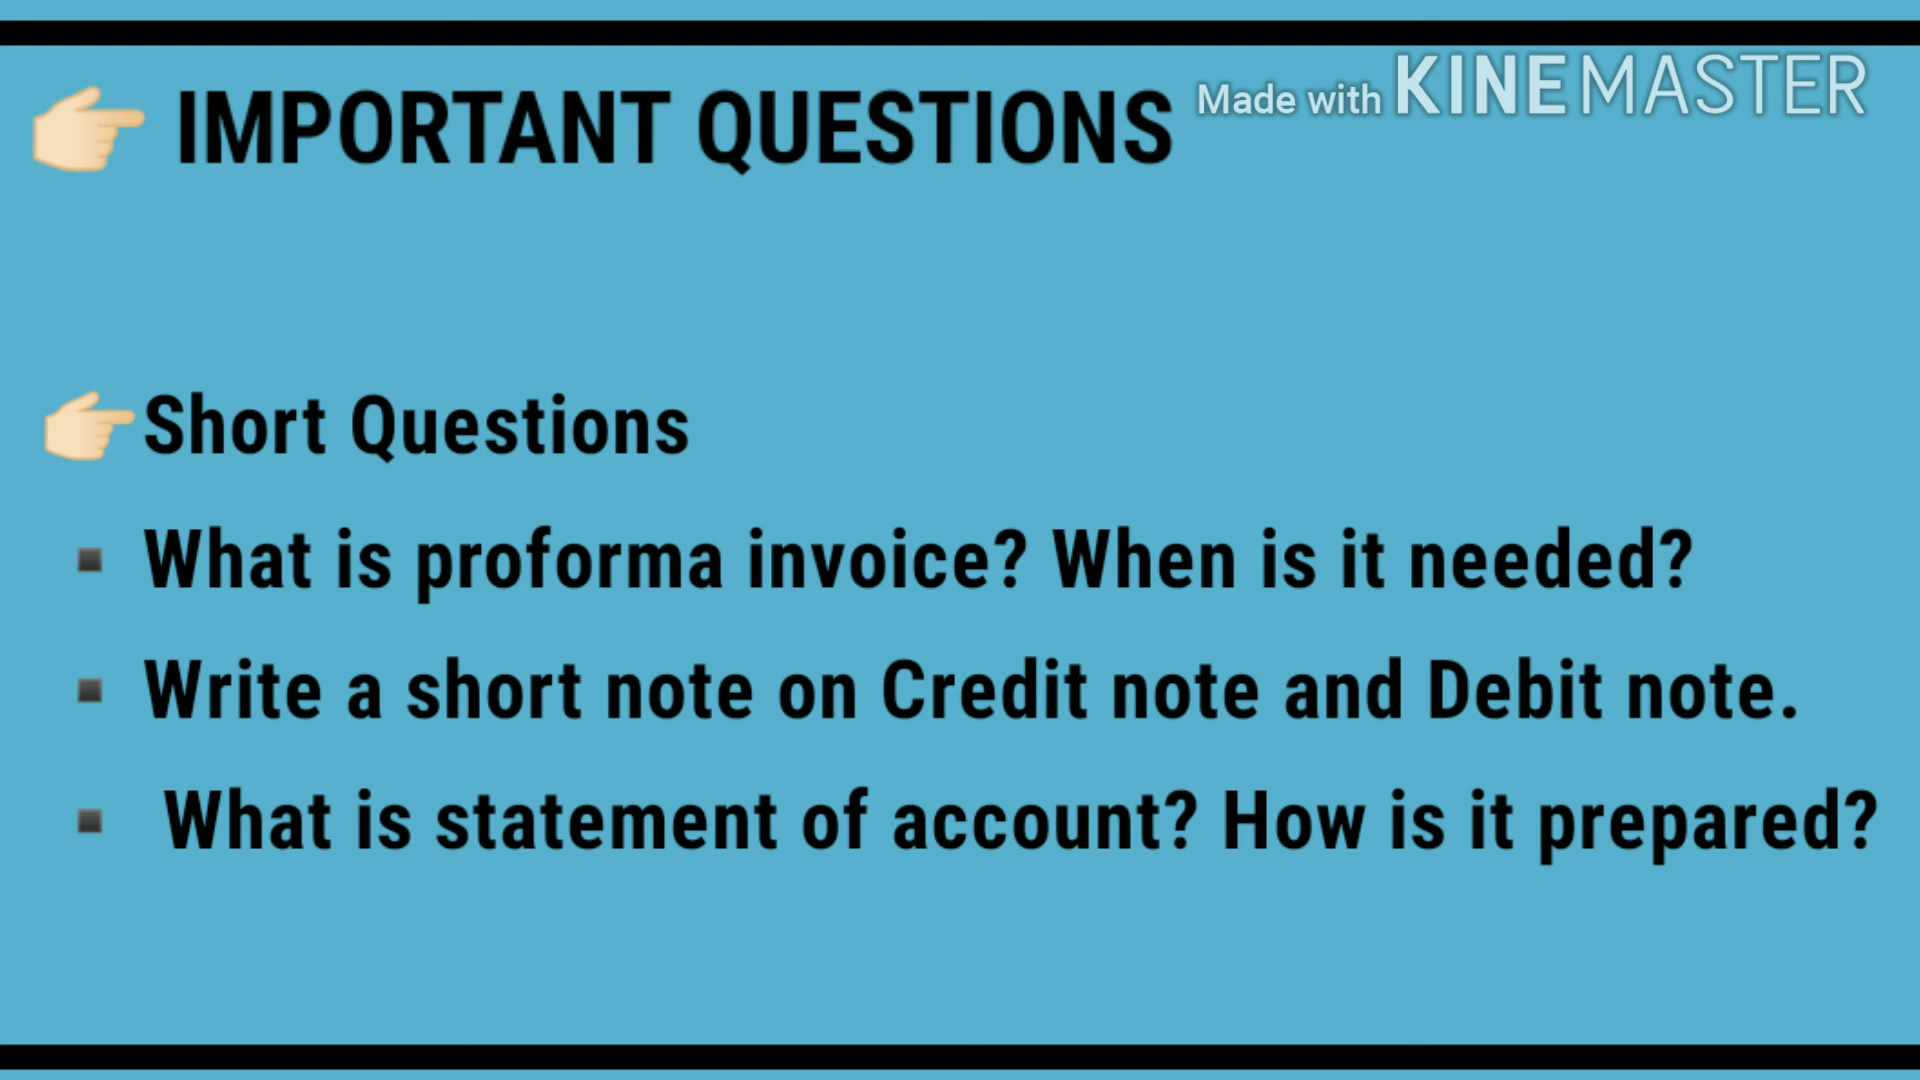 👉🏻 IMPORTANT QUESTIONS
Made with KINEMASTER
👉🏻Short Questions
▪ What is proforma invoice? When is it needed?
▪ Write a short note on Credit note and Debit note.
▪ What is statement of account? How is it prepared?